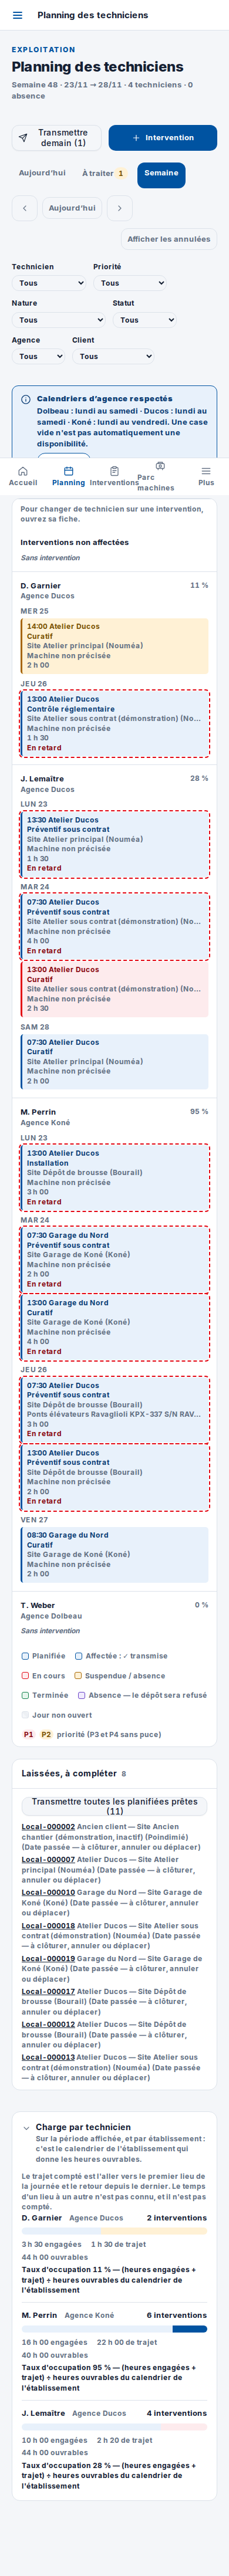 Planning des techniciens
EXPLOITATION
Planning des techniciens
Semaine 48 · 23/11 → 28/11 · 4 techniciens · 0
absence
Transmettre
demain (1)
Intervention
Aujourd'hui
À traiter 1
Semaine
Aujourd'hui
Afficher les annulées
Technicien
Priorité
Tous
Tous
Nature
Statut
Tous
Tous
Agence
Client
Tous
Tous
Calendriers d'agence respectés
Dolbeau : lundi au samedi · Ducos : lundi au
samedi · Koné : lundi au vendredi. Une case
vide n'est pas automatiquement une
disponibilité.
Accueil
Planning
Interventions
Parc
machines
Plus
Pour changer de technicien sur une intervention,
ouvrez sa fiche.
Interventions non affectées
Sans intervention
D. Garnier
11 %
Agence Ducos
MER 25
14:00 Atelier Ducos
Curatif
Site Atelier principal (Nouméa)
Machine non précisée
2 h 00
JEU 26
13:00 Atelier Ducos
Contrôle réglementaire
Site Atelier sous contrat (démonstration) (No...
Machine non précisée
1 h 30
En retard
J. Lemaître
28 %
Agence Ducos
LUN 23
13:30 Atelier Ducos
Préventif sous contrat
Site Atelier principal (Nouméa)
Machine non précisée
1 h 30
En retard
MAR 24
07:30 Atelier Ducos
Préventif sous contrat
Site Atelier sous contrat (démonstration) (No...
Machine non précisée
4 h 00
En retard
13:00 Atelier Ducos
Curatif
Site Atelier sous contrat (démonstration) (No...
Machine non précisée
2 h 30
SAM 28
07:30 Atelier Ducos
Curatif
Site Atelier principal (Nouméa)
Machine non précisée
2 h 00
M. Perrin
95 %
Agence Koné
LUN 23
13:00 Atelier Ducos
Installation
Site Dépôt de brousse (Bourail)
Machine non précisée
3 h 00
En retard
MAR 24
07:30 Garage du Nord
Préventif sous contrat
Site Garage de Koné (Koné)
Machine non précisée
2 h 00
En retard
13:00 Garage du Nord
Curatif
Site Garage de Koné (Koné)
Machine non précisée
4 h 00
En retard
JEU 26
07:30 Atelier Ducos
Préventif sous contrat
Site Dépôt de brousse (Bourail)
Ponts élévateurs Ravaglioli KPX-337 S/N RAV...
3 h 00
En retard
13:00 Atelier Ducos
Préventif sous contrat
Site Dépôt de brousse (Bourail)
Machine non précisée
2 h 00
En retard
VEN 27
08:30 Garage du Nord
Curatif
Site Garage de Koné (Koné)
Machine non précisée
2 h 00
T. Weber
0 %
Agence Dolbeau
Sans intervention
Planifiée
Affectée : ✓ transmise
En cours
Suspendue / absence
Terminée
Absence — le dépôt sera refusé
Jour non ouvert
P1 P2 priorité (P3 et P4 sans puce)
Laissées, à compléter 8
Transmettre toutes les planifiées prêtes
(11)
Local-000002 Ancien client — Site Ancien
chantier (démonstration, inactif) (Poindimié)
(Date passée — à clôturer, annuler ou déplacer)
Local-000007 Atelier Ducos — Site Atelier
principal (Nouméa) (Date passée — à clôturer,
annuler ou déplacer)
Local-000010 Garage du Nord — Site Garage de
Koné (Koné) (Date passée — à clôturer, annuler
ou déplacer)
Local-000018 Atelier Ducos — Site Atelier sous
contrat (démonstration) (Nouméa) (Date passée
— à clôturer, annuler ou déplacer)
Local-000019 Garage du Nord — Site Garage de
Koné (Koné) (Date passée — à clôturer, annuler
ou déplacer)
Local-000017 Atelier Ducos — Site Dépôt de
brousse (Bourail) (Date passée — à clôturer,
annuler ou déplacer)
Local-000012 Atelier Ducos — Site Dépôt de
brousse (Bourail) (Date passée — à clôturer,
annuler ou déplacer)
Local-000013 Atelier Ducos — Site Atelier sous
contrat (démonstration) (Nouméa) (Date passée
— à clôturer, annuler ou déplacer)
Charge par technicien
Sur la période affichée, et par établissement :
c'est le calendrier de l'établissement qui
donne les heures ouvrables.
Le trajet compté est l'aller vers le premier lieu de
la journée et le retour depuis le dernier. Le temps
d'un lieu à un autre n'est pas connu, et il n'est pas
compté.
D. Garnier Agence Ducos
2 interventions
3 h 30 engagées 1 h 30 de trajet
44 h 00 ouvrables
Taux d'occupation 11 % — (heures engagées +
trajet) ÷ heures ouvrables du calendrier de
l'établissement
M. Perrin Agence Koné
6 interventions
16 h 00 engagées 22 h 00 de trajet
40 h 00 ouvrables
Taux d'occupation 95 % — (heures engagées +
trajet) ÷ heures ouvrables du calendrier de
l'établissement
J. Lemaître Agence Ducos
4 interventions
10 h 00 engagées 2 h 20 de trajet
44 h 00 ouvrables
Taux d'occupation 28 % — (heures engagées +
trajet) ÷ heures ouvrables du calendrier de
l'établissement